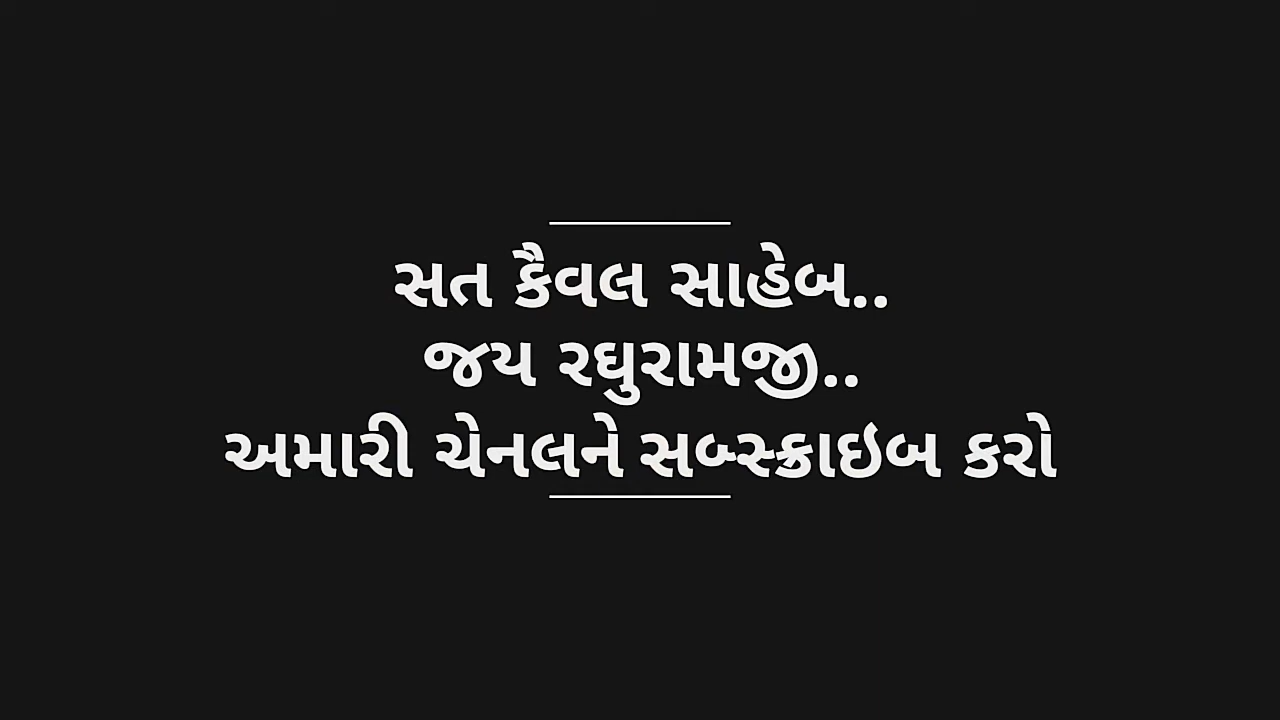 સત કૈવલ સાહેબ..
જય રઘુરામજી..
અમારી ચેનલને સબ્સ્ક્રાઇબ કરો